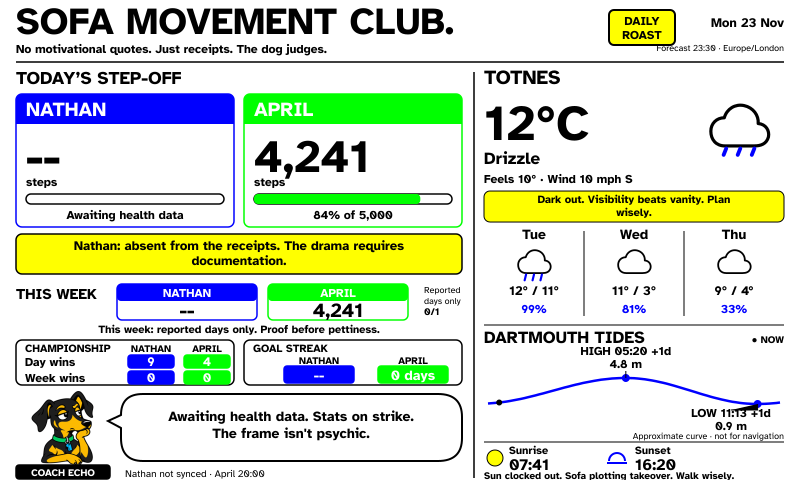 SOFA MOVEMENT CLUB.
No motivational quotes. Just receipts. The dog judges.
DAILY
ROAST
Mon 23 Nov
Forecast 23:30 · Europe/London
TODAY'S STEP-OFF
NATHAN
--
steps
Awaiting health data
APRIL
4,241
steps
84% of 5,000
Nathan: absent from the receipts. The drama requires
documentation.
THIS WEEK
NATHAN
--
APRIL
4,241
Reported
days only
0/1
This week: reported days only. Proof before pettiness.
CHAMPIONSHIP NATHAN APRIL
Day wins 9 4
Week wins 0 0
GOAL STREAK
NATHAN APRIL
-- 0 days
Awaiting health data. Stats on strike.
The frame isn't psychic.
COACH ECHO
Nathan not synced · April 20:00
TOTNES
12°C
Drizzle
Feels 10° · Wind 10 mph S
Dark out. Visibility beats vanity. Plan
wisely.
Tue Wed Thu
12° / 11° 11° / 3° 9° / 4°
99% 81% 33%
DARTMOUTH TIDES
● NOW
HIGH 05:20 +1d
4.8 m
LOW 11:13 +1d
0.9 m
Approximate curve · not for navigation
Sunrise
07:41
Sunset
16:20
Sun clocked out. Sofa plotting takeover. Walk wisely.